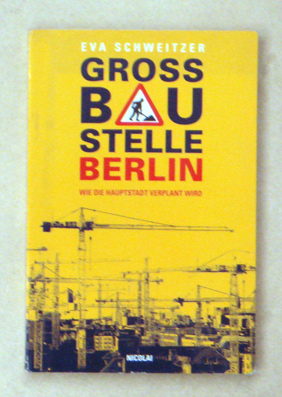 EVA SCHWEITZER
GROSS
BAU
STELLE
BERLIN
WIE DIE HAUPTSTADT VERPLANT WIRD
NICOLAI